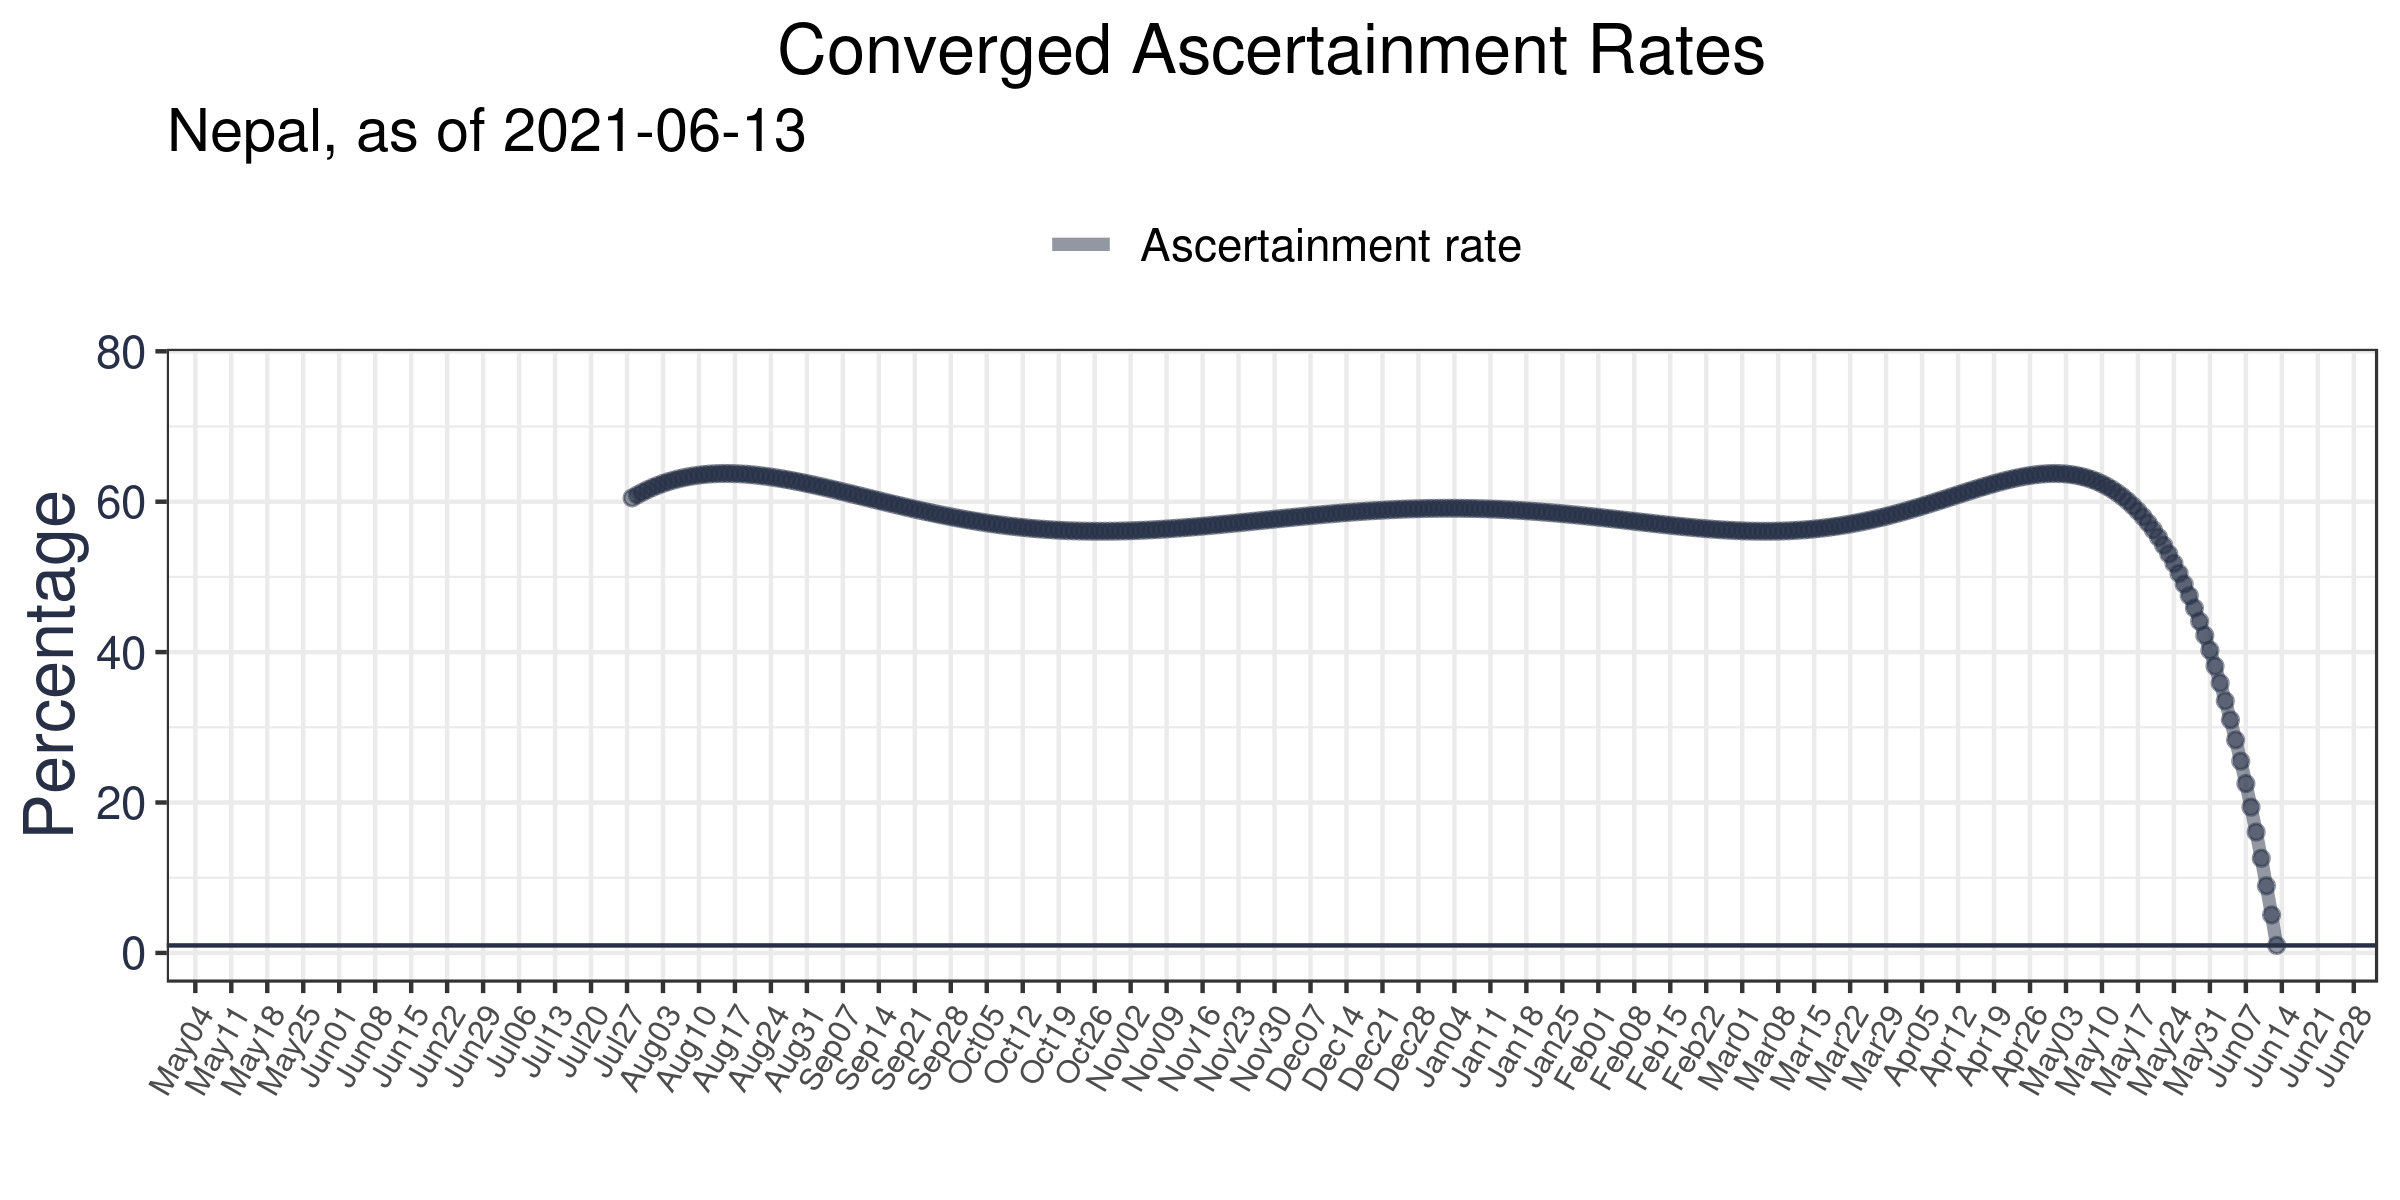 Converged Ascertainment Rates
Nepal, as of 2021-06-13
Ascertainment rate
Percentage
80
60
40
20
0
May04 May11 May18 May25 Jun01 Jun08 Jun15 Jun22 Jun29 Jul06 Jul13 Jul20 Jul27 Aug03 Aug10 Aug17 Aug24 Aug31 Sep07 Sep14 Sep21 Sep28 Oct05 Oct12 Oct19 Oct26 Nov02 Nov09 Nov16 Nov23 Nov30 Dec07 Dec14 Dec21 Dec28 Jan04 Jan11 Jan18 Jan25 Feb01 Feb08 Feb15 Feb22 Mar01 Mar08 Mar15 Mar22 Mar29 Apr05 Apr12 Apr19 Apr26 May03 May10 May17 May24 May31 Jun07 Jun14 Jun21 Jun28